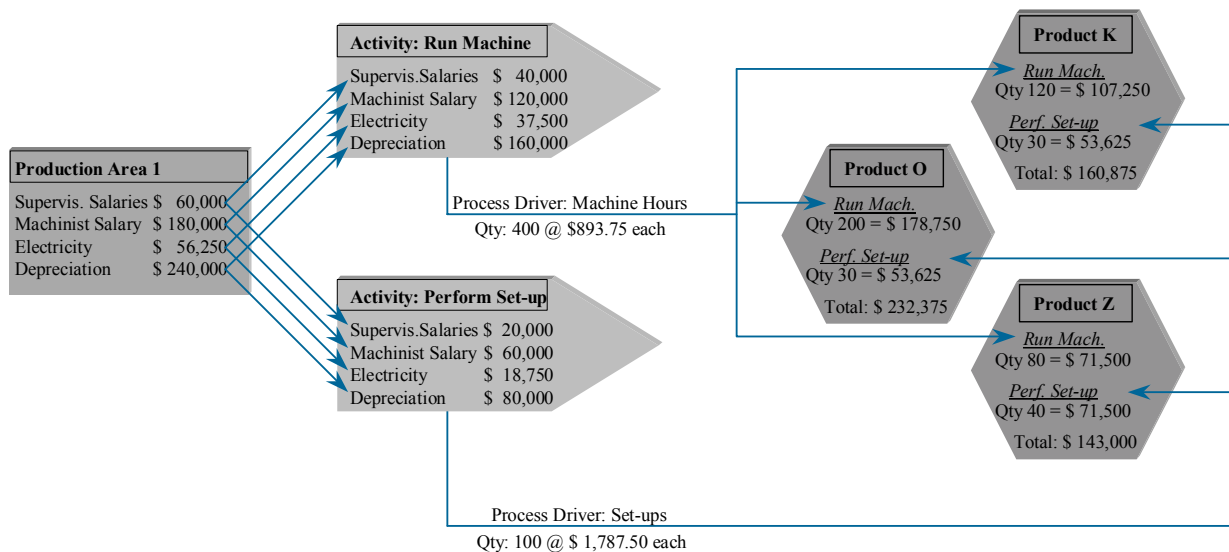 Production Area 1
Supervis. Salaries $ 60,000
Machinist Salary $ 180,000
Electricity $ 56,250
Depreciation $ 240,000
Activity: Run Machine
Supervis.Salaries $ 40,000
Machinist Salary $ 120,000
Electricity $ 37,500
Depreciation $ 160,000
Process Driver: Machine Hours
Qty: 400 @ $893.75 each
Activity: Perform Set-up
Supervis.Salaries $ 20,000
Machinist Salary $ 60,000
Electricity $ 18,750
Depreciation $ 80,000
Process Driver: Set-ups
Qty: 100 @ $ 1,787.50 each
Product O
Run Mach.
Qty 200 = $ 178,750
Perf. Set-up
Qty 30 = $ 53,625
Total: $ 232,375
Product K
Run Mach.
Qty 120 = $ 107,250
Perf. Set-up
Qty 30 = $ 53,625
Total: $ 160,875
Product Z
Run Mach.
Qty 80 = $ 71,500
Perf. Set-up
Qty 40 = $ 71,500
Total: $ 143,000